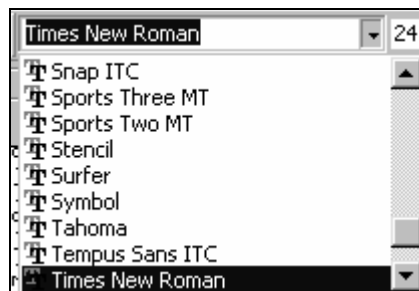 Times New Roman 24
Snap ITC
Sports Three MT
Sports Two MT
Stencil
Surfer
Symbol
Tahoma
Tempus Sans ITC
Times New Roman